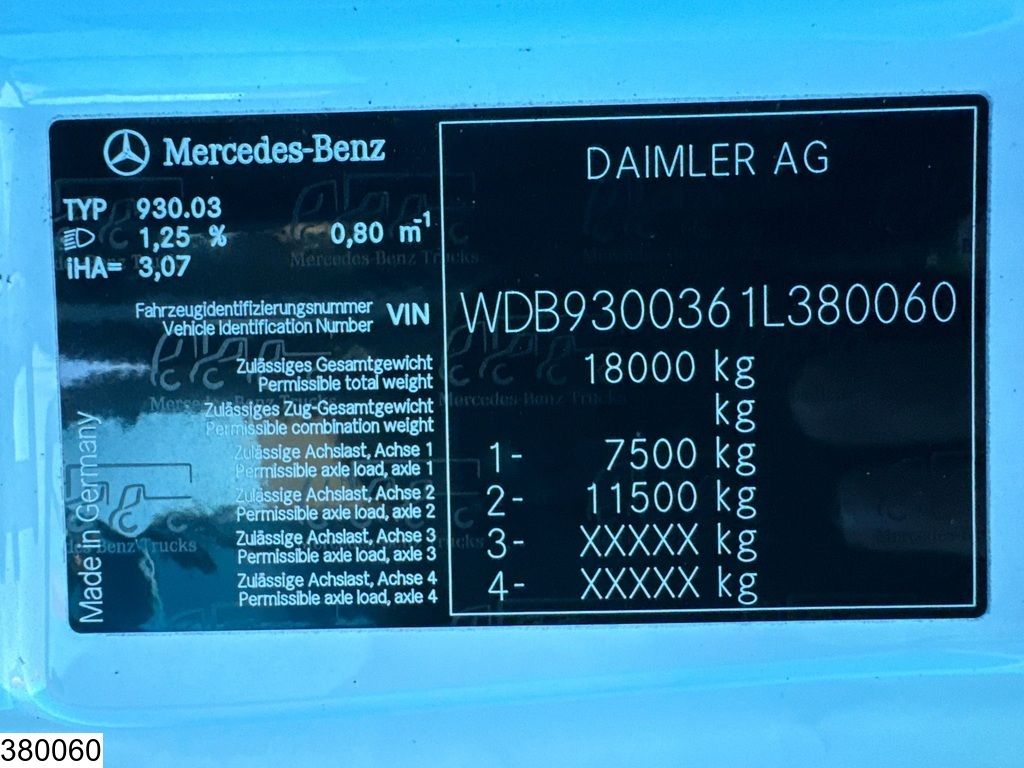 Mercedes-Benz
DAIMLER AG
TYP 930.03
1,25 % 0,80 m⁻¹
iHA= 3,07
Fahrzeugidentifizierungsnummer
Vehicle Identification Number VIN WDB9300361L380060
Zulässiges Gesamtgewicht
Permissible total weight 18000 kg
Zulässiges Zug-Gesamtgewicht
Permissible combination weight kg
Zulässige Achslast, Achse 1
Permissible axle load, axle 1 1- 7500 kg
Zulässige Achslast, Achse 2
Permissible axle load, axle 2 2- 11500 kg
Zulässige Achslast, Achse 3
Permissible axle load, axle 3 3- XXXXX kg
Zulässige Achslast, Achse 4
Permissible axle load, axle 4 4- XXXXX kg
Made in Germany
Mercedes-Benz Trucks
380060